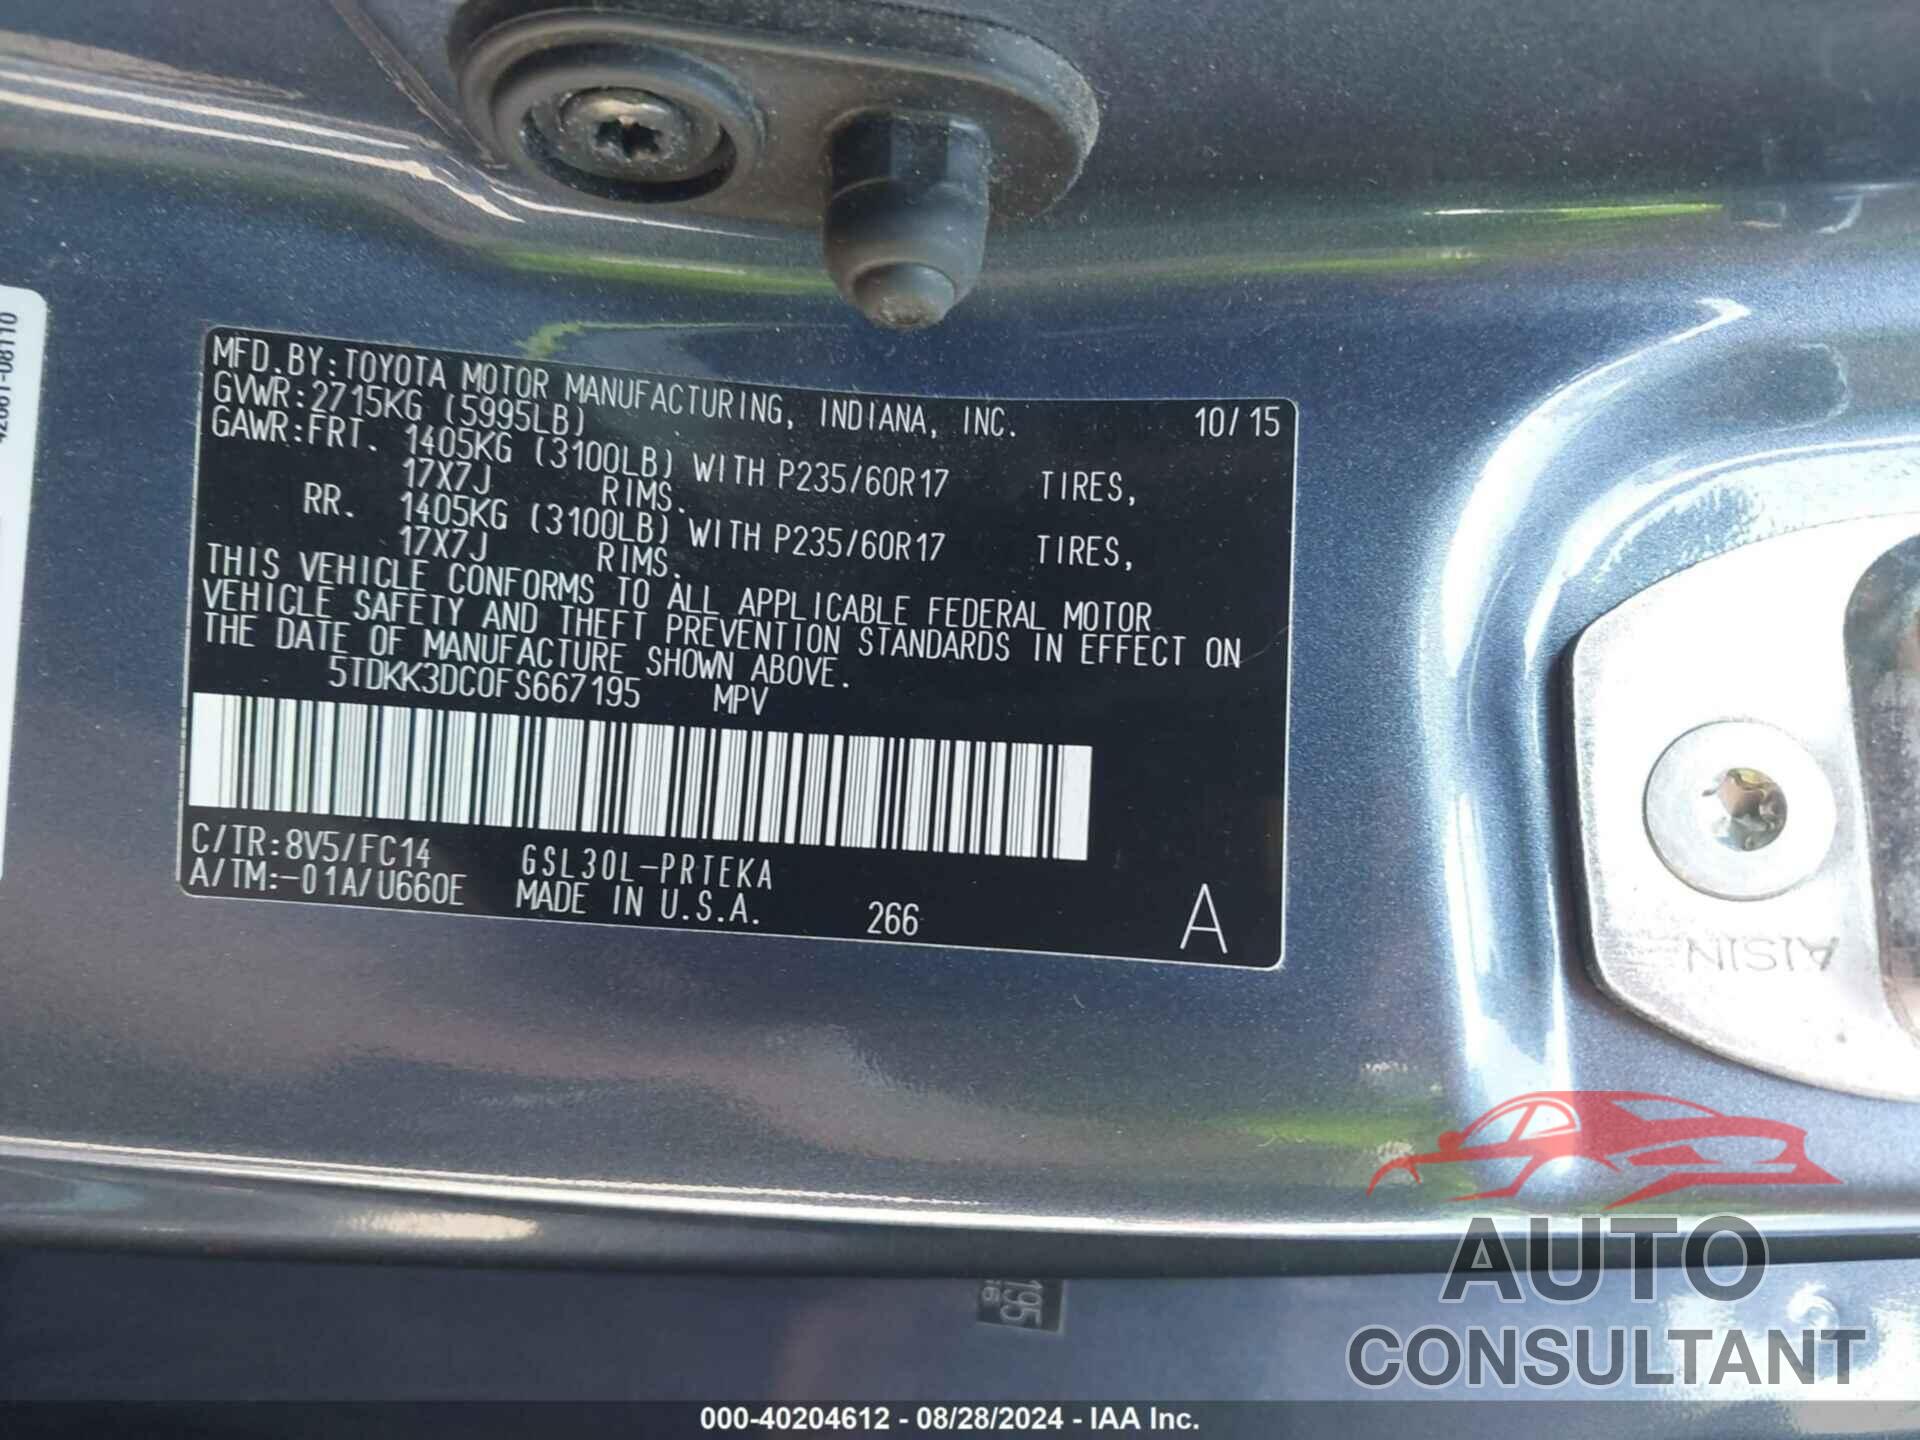 MFD.BY:TOYOTA MOTOR MANUFACTURING, INDIANA, INC. 10/15
GVWR:2715KG (5995LB)
GAWR:FRT. 1405KG (3100LB) WITH P235/60R17 TIRES,
17X7J RIMS.
RR. 1405KG (3100LB) WITH P235/60R17 TIRES,
17X7J RIMS.
THIS VEHICLE CONFORMS TO ALL APPLICABLE FEDERAL MOTOR
VEHICLE SAFETY AND THEFT PREVENTION STANDARDS IN EFFECT ON
THE DATE OF MANUFACTURE SHOWN ABOVE.
5TDKK3DC0FS667195 MPV
C/TR:8V5/FC14 GSL30L-PRTEKA
A/TM:-01A/U660E MADE IN U.S.A. 266 A
AISIN
195
AUTO
CONSULTANT
000-40204612 - 08/28/2024 - IAA Inc.